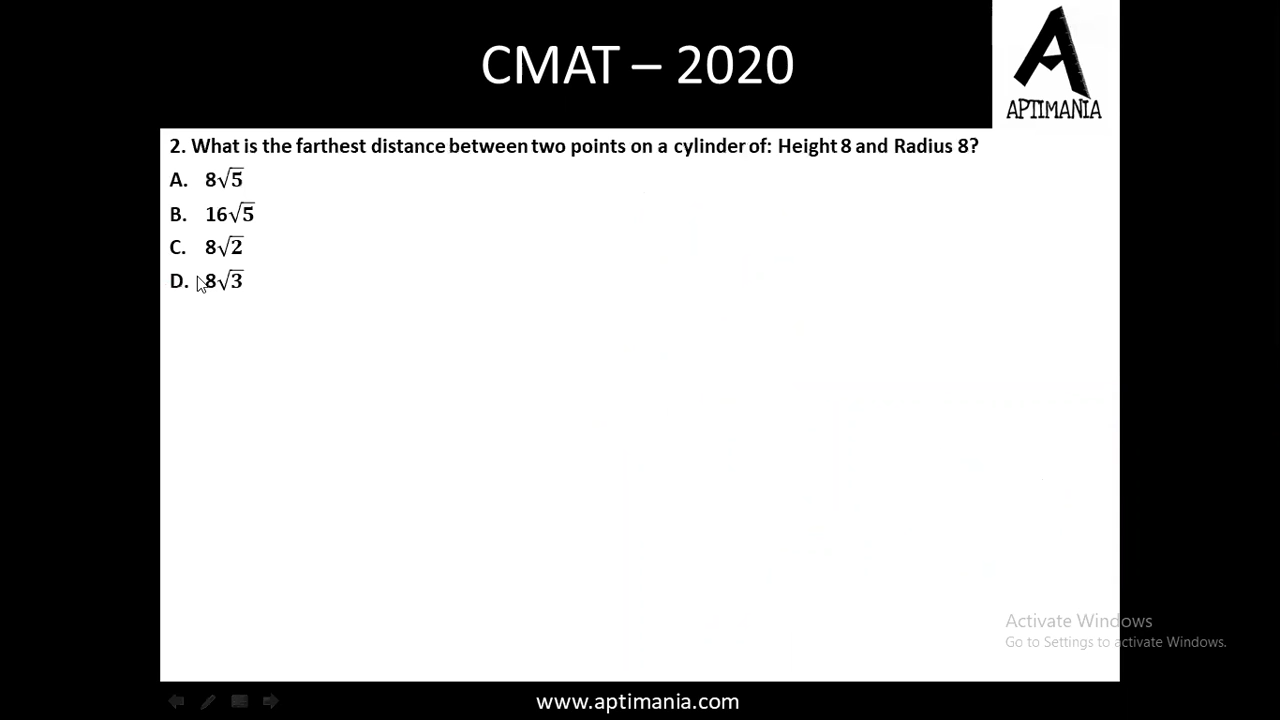 CMAT – 2020
APTIMANIA
2. What is the farthest distance between two points on a cylinder of: Height 8 and Radius 8?
A. 8√5
B. 16√5
C. 8√2
D. 8√3
Activate Windows
Go to Settings to activate Windows.
www.aptimania.com